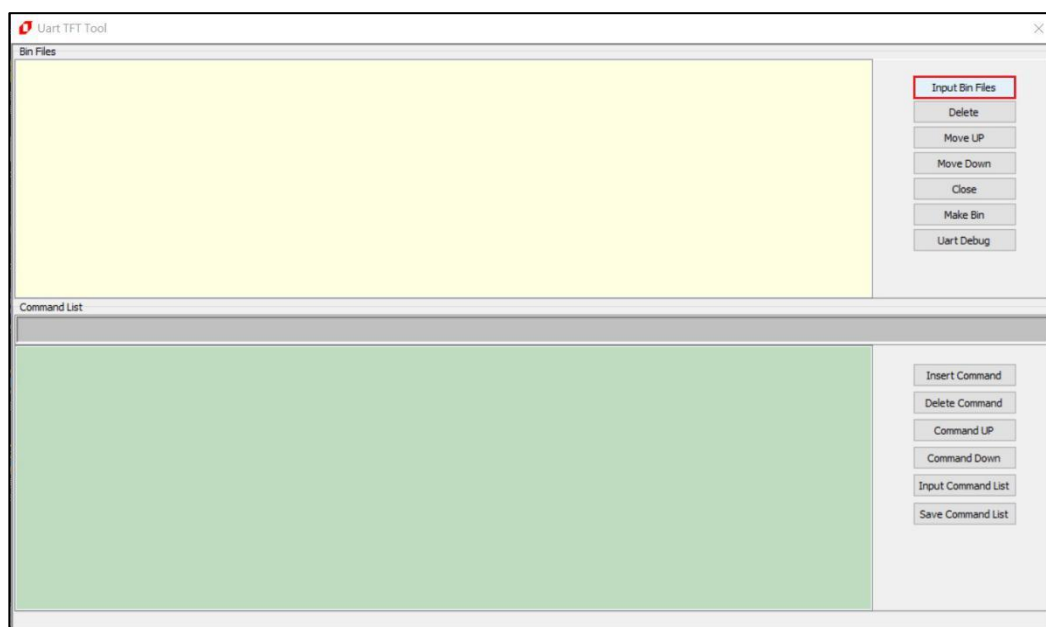 Uart TFT Tool
Bin Files
Input Bin Files
Delete
Move UP
Move Down
Close
Make Bin
Uart Debug
Command List
Insert Command
Delete Command
Command UP
Command Down
Input Command List
Save Command List